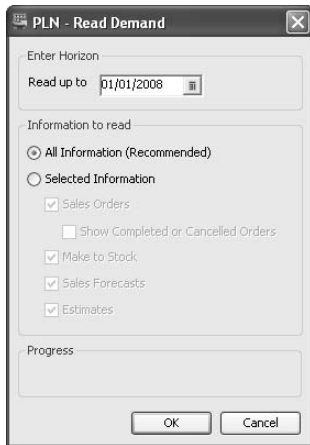 PLN - Read Demand
Enter Horizon
Read up to 01/01/2008
Information to read
All Information (Recommended)
Selected Information
Sales Orders
Show Completed or Cancelled Orders
Make to Stock
Sales Forecasts
Estimates
Progress
OK Cancel